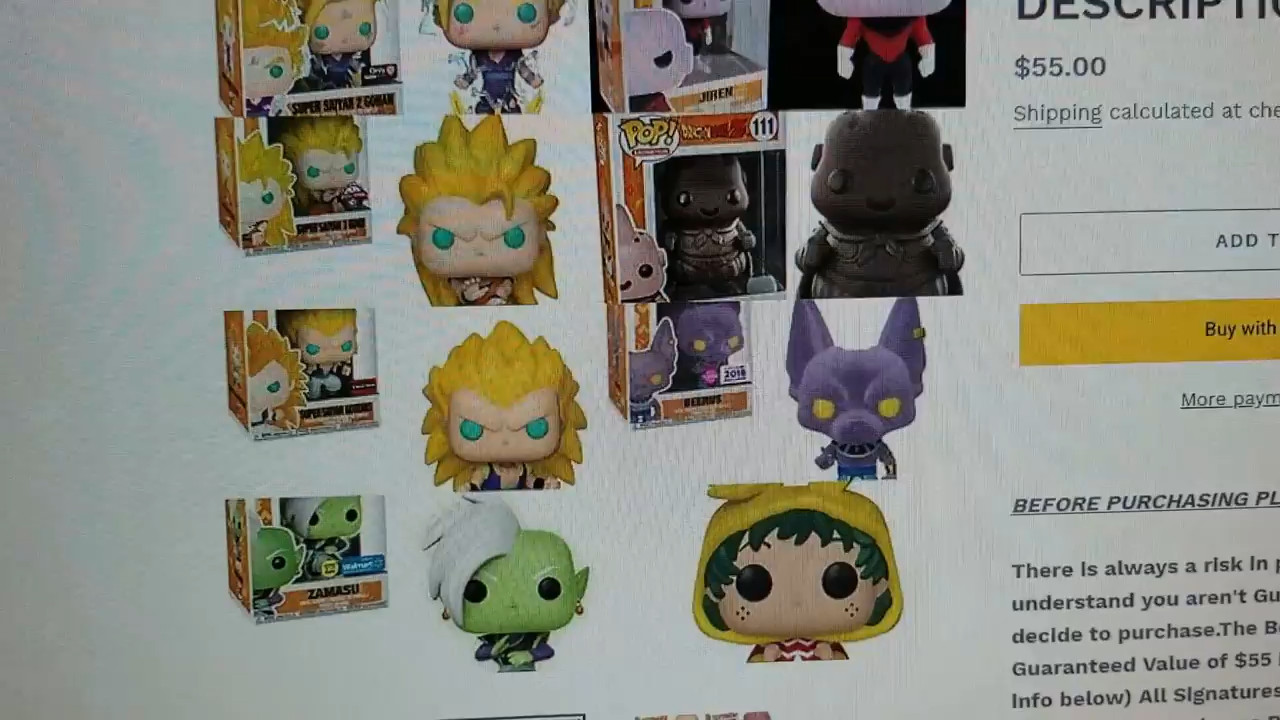 DESCRIPTIO
$55.00
Shipping calculated at che
ADD T
Buy with
More paym
BEFORE PURCHASING PL
There is always a risk in p
understand you aren't Gu
decide to purchase.The B
Guaranteed Value of $55
Info below) All Signatures
SUPER SAIYAN 2 GOHAN
JIREN
POP! 111
2018
BEERUS
Walmart
ZAMASU